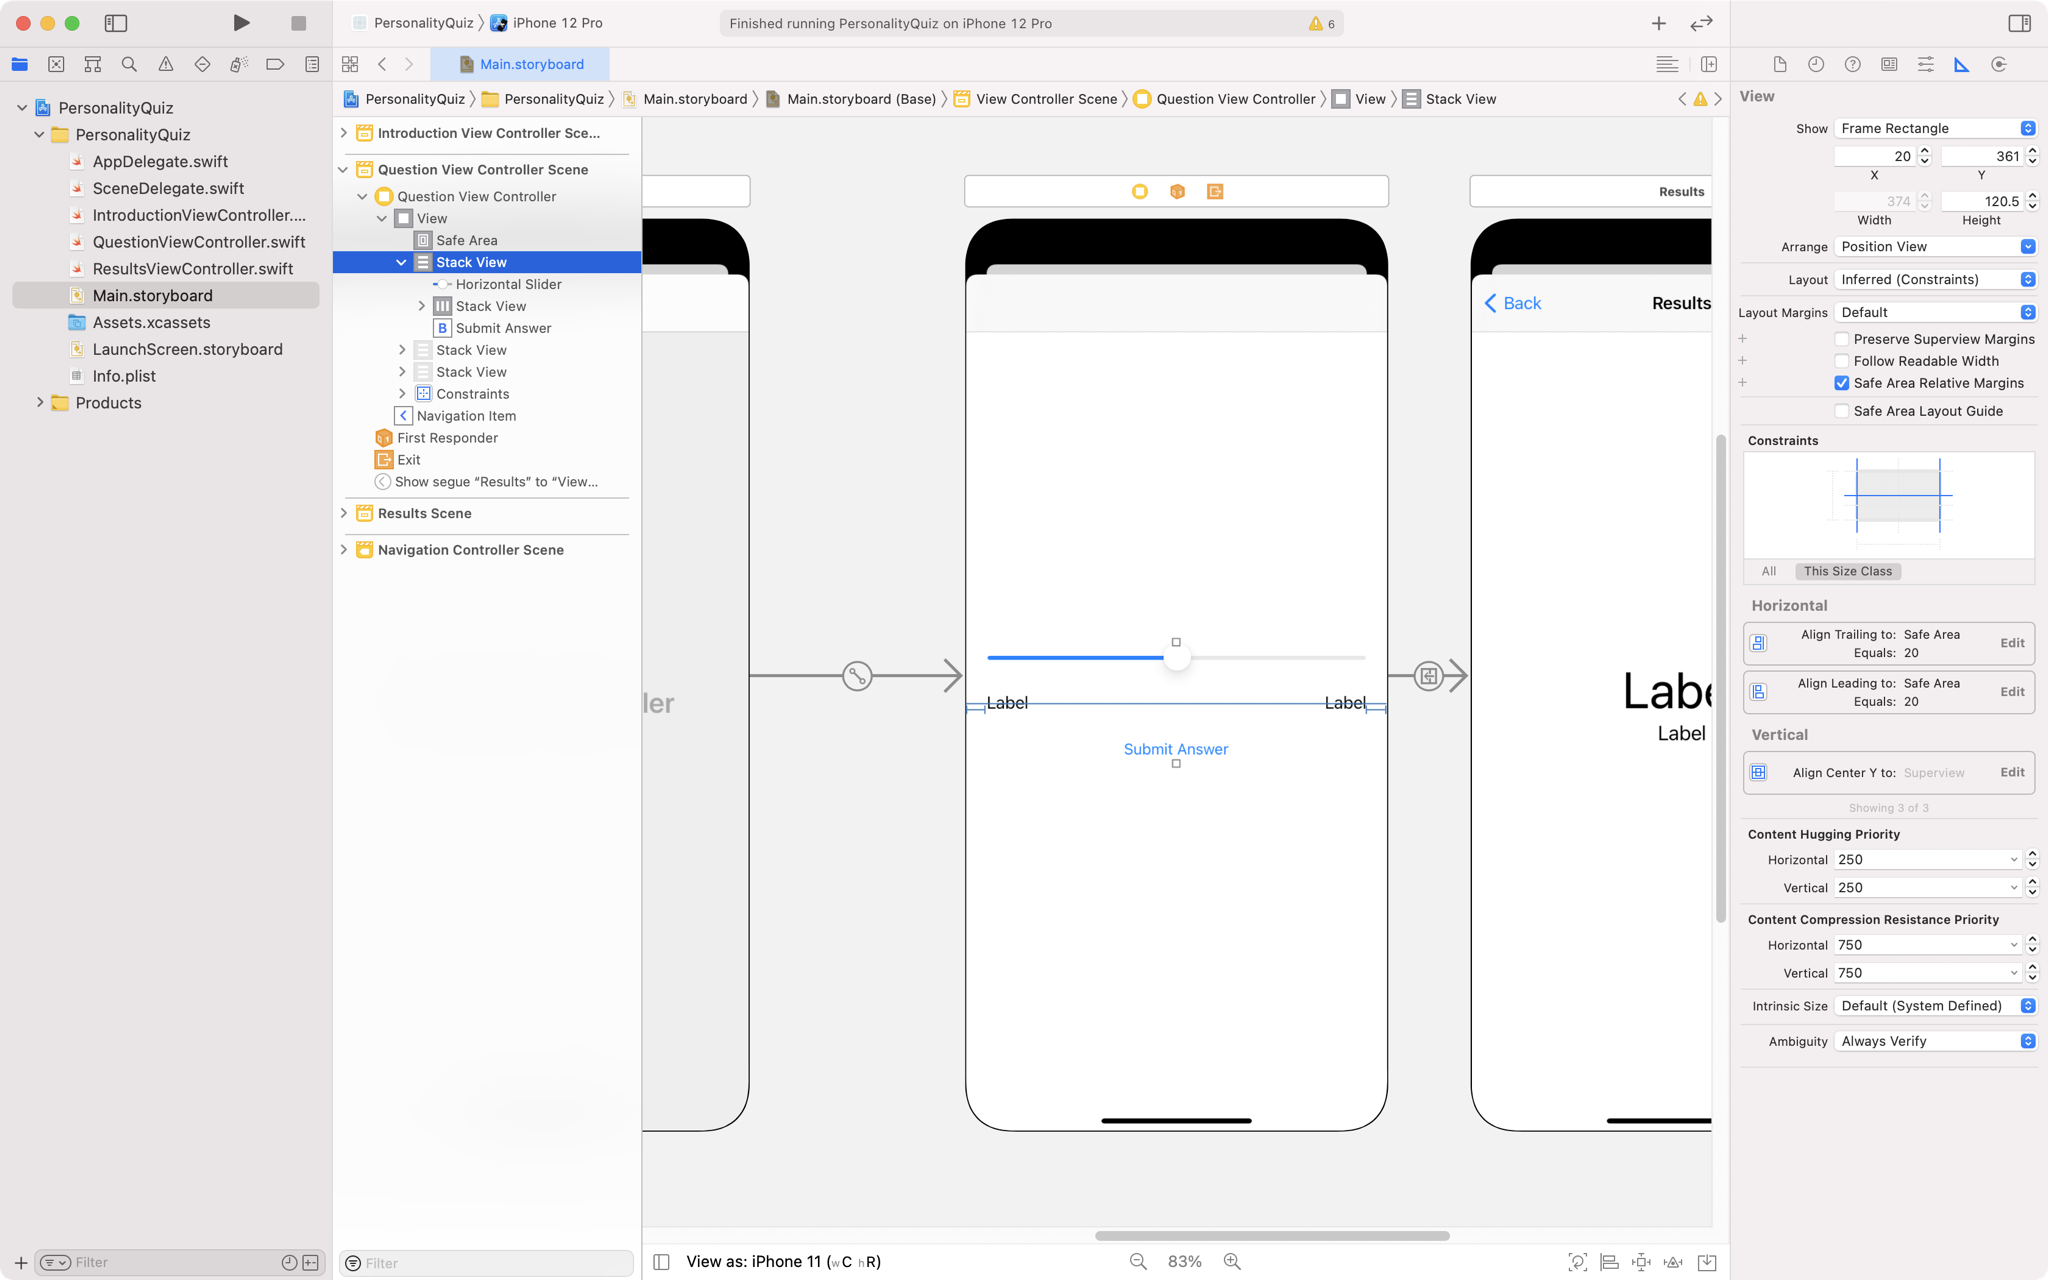 PersonalityQuiz
iPhone 12 Pro
Finished running PersonalityQuiz on iPhone 12 Pro
6
Main.storyboard
PersonalityQuiz
PersonalityQuiz
Main.storyboard
Main.storyboard (Base)
View Controller Scene
Question View Controller
View
Stack View
PersonalityQuiz
PersonalityQuiz
AppDelegate.swift
SceneDelegate.swift
IntroductionViewController....
QuestionViewController.swift
ResultsViewController.swift
Main.storyboard
Assets.xcassets
LaunchScreen.storyboard
Info.plist
Products
Filter
Introduction View Controller Sce...
Question View Controller Scene
Question View Controller
View
Safe Area
Stack View
Horizontal Slider
Stack View
B
Submit Answer
Stack View
Stack View
Constraints
Navigation Item
First Responder
Exit
Show segue “Results” to “View...
Results Scene
Navigation Controller Scene
Filter
ler
Label
Label
Submit Answer
Results
Back
Results
Labe
Label
View as: iPhone 11 (wC hR)
83%
View
Show
Frame Rectangle
20
361
X
Y
374
120.5
Width
Height
Arrange
Position View
Layout
Inferred (Constraints)
Layout Margins
Default
Preserve Superview Margins
Follow Readable Width
Safe Area Relative Margins
Safe Area Layout Guide
Constraints
All
This Size Class
Horizontal
Align Trailing to: Safe Area
Equals: 20
Edit
Align Leading to: Safe Area
Equals: 20
Edit
Vertical
Align Center Y to: Superview
Edit
Showing 3 of 3
Content Hugging Priority
Horizontal
250
Vertical
250
Content Compression Resistance Priority
Horizontal
750
Vertical
750
Intrinsic Size
Default (System Defined)
Ambiguity
Always Verify